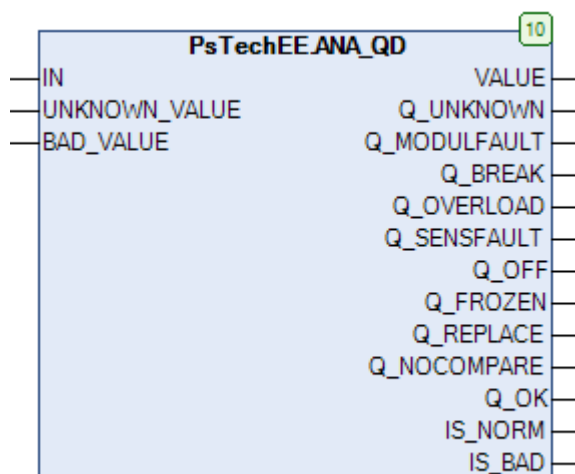 10
PsTechEE.ANA_QD
IN VALUE
UNKNOWN_VALUE Q_UNKNOWN
BAD_VALUE Q_MODULFAULT
Q_BREAK
Q_OVERLOAD
Q_SENSFAULT
Q_OFF
Q_FROZEN
Q_REPLACE
Q_NOCOMPARE
Q_OK
IS_NORM
IS_BAD